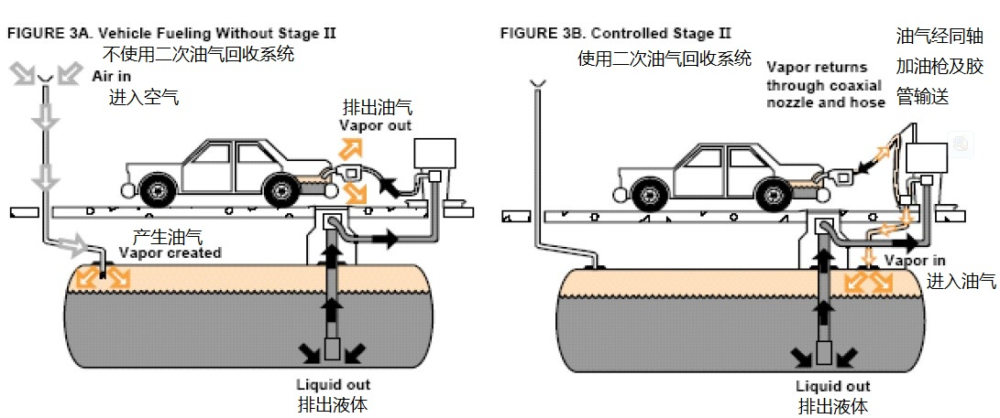 FIGURE 3A. Vehicle Fueling Without Stage II
不使用二次油气回收系统
Air in
进入空气
排出油气
Vapor out
产生油气
Vapor created
Liquid out
排出液体
FIGURE 3B. Controlled Stage II
使用二次油气回收系统
Vapor returns
through coaxial
nozzle and hose
油气经同轴
加油枪及胶
管输送
Vapor in
进入油气
Liquid out
排出液体